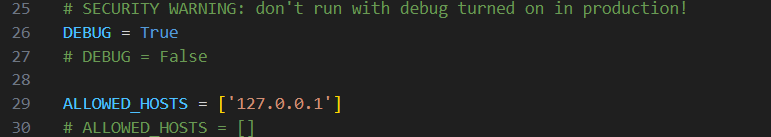 25 # SECURITY WARNING: don't run with debug turned on in production!
26 DEBUG = True
27 # DEBUG = False
28
29 ALLOWED_HOSTS = ['127.0.0.1']
30 # ALLOWED_HOSTS = []